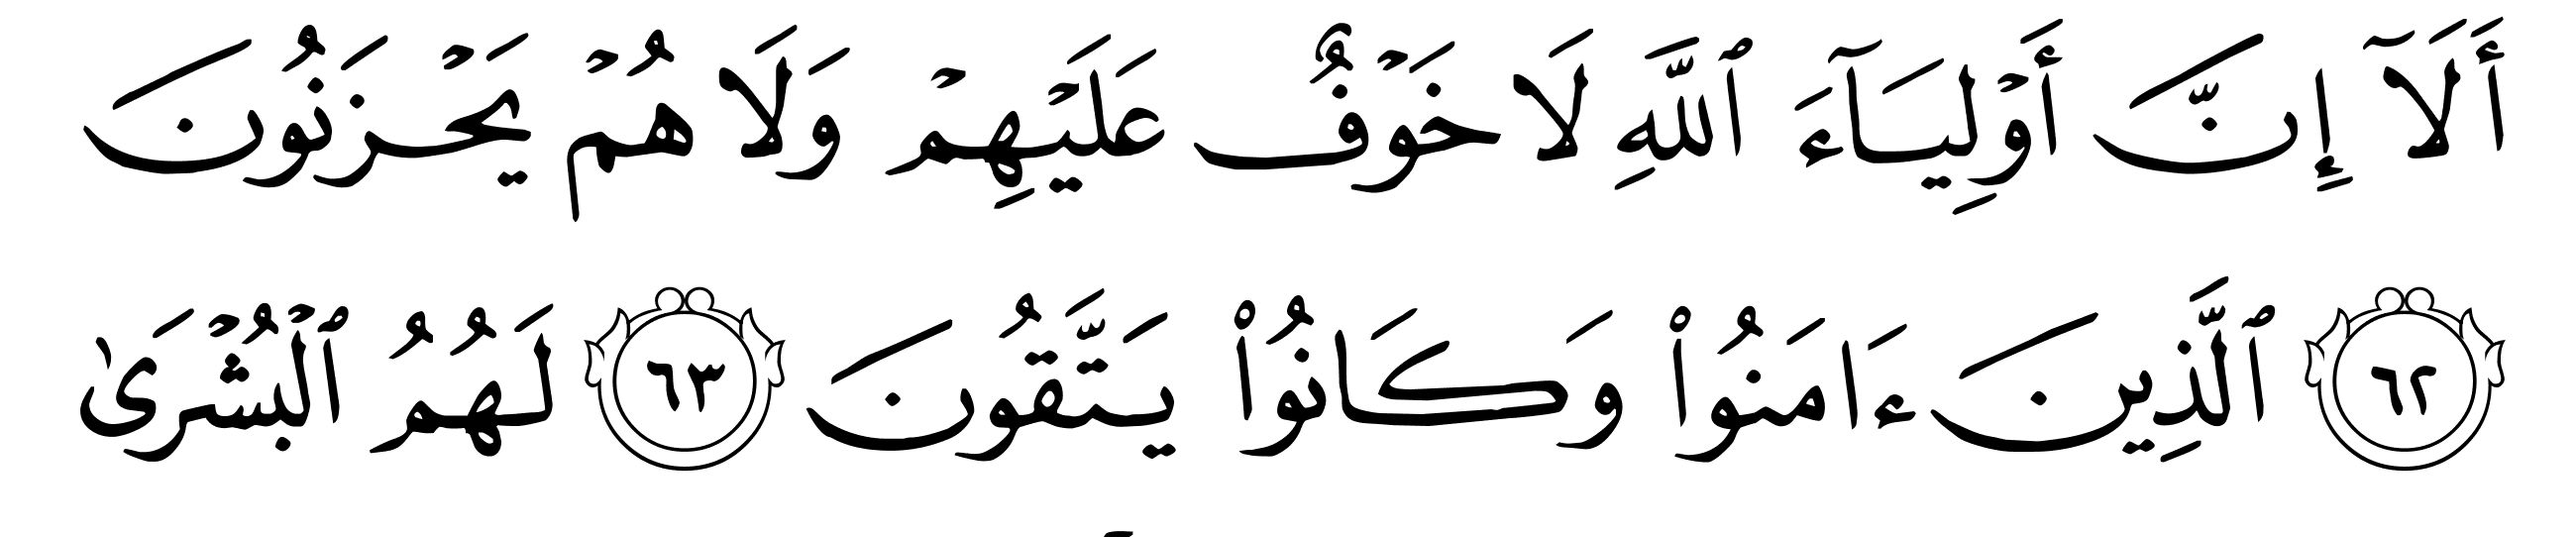 أَلَآ إِنَّ أَوْلِيَآءَ ٱللَّهِ لَا خَوْفٌ عَلَيْهِمْ وَلَا هُمْ يَحْزَنُونَ
٦٢ ٱلَّذِينَ ءَامَنُوا۟ وَكَانُوا۟ يَتَّقُونَ ٦٣ لَهُمُ ٱلْبُشْرَىٰ